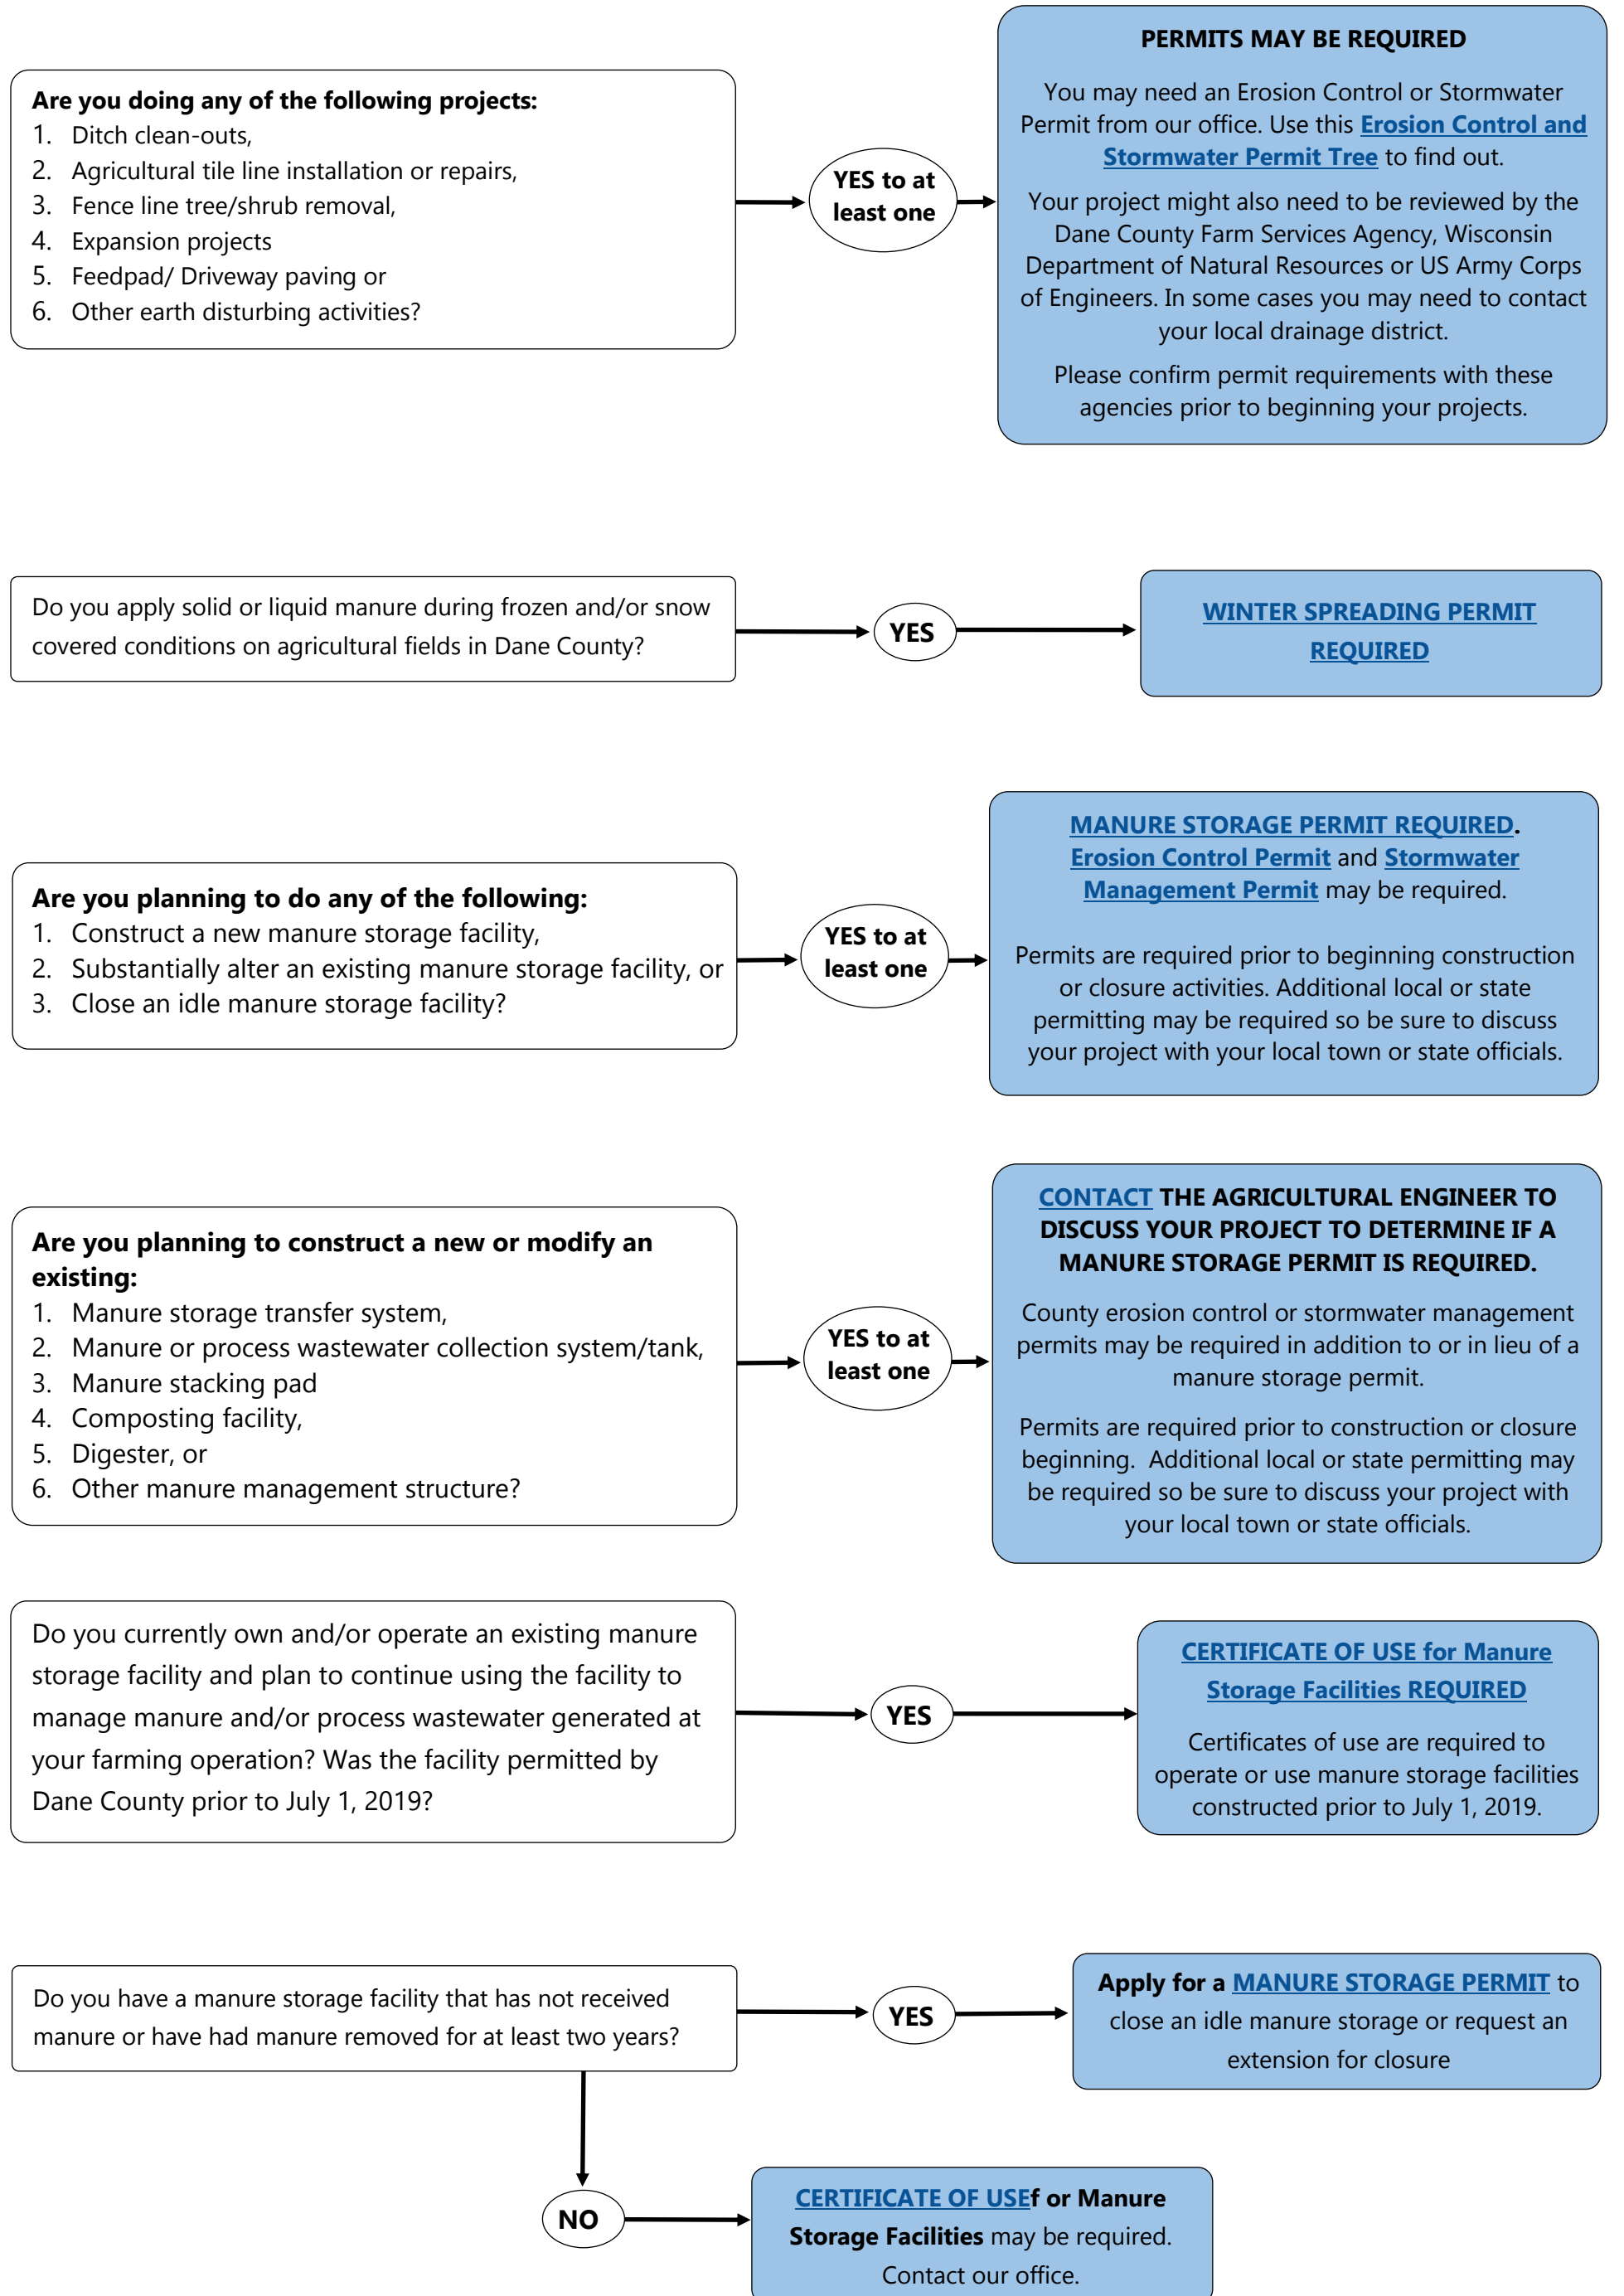 Are you doing any of the following projects:
1. Ditch clean-outs,
2. Agricultural tile line installation or repairs,
3. Fence line tree/shrub removal,
4. Expansion projects
5. Feedpad/ Driveway paving or
6. Other earth disturbing activities?
YES to at
least one
PERMITS MAY BE REQUIRED
You may need an Erosion Control or Stormwater
Permit from our office. Use this Erosion Control and
Stormwater Permit Tree to find out.
Your project might also need to be reviewed by the
Dane County Farm Services Agency, Wisconsin
Department of Natural Resources or US Army Corps
of Engineers. In some cases you may need to contact
your local drainage district.
Please confirm permit requirements with these
agencies prior to beginning your projects.
Do you apply solid or liquid manure during frozen and/or snow
covered conditions on agricultural fields in Dane County?
YES
WINTER SPREADING PERMIT
REQUIRED
Are you planning to do any of the following:
1. Construct a new manure storage facility,
2. Substantially alter an existing manure storage facility, or
3. Close an idle manure storage facility?
YES to at
least one
MANURE STORAGE PERMIT REQUIRED.
Erosion Control Permit and Stormwater
Management Permit may be required.
Permits are required prior to beginning construction
or closure activities. Additional local or state
permitting may be required so be sure to discuss
your project with your local town or state officials.
Are you planning to construct a new or modify an
existing:
1. Manure storage transfer system,
2. Manure or process wastewater collection system/tank,
3. Manure stacking pad
4. Composting facility,
5. Digester, or
6. Other manure management structure?
YES to at
least one
CONTACT THE AGRICULTURAL ENGINEER TO
DISCUSS YOUR PROJECT TO DETERMINE IF A
MANURE STORAGE PERMIT IS REQUIRED.
County erosion control or stormwater management
permits may be required in addition to or in lieu of a
manure storage permit.
Permits are required prior to construction or closure
beginning. Additional local or state permitting may
be required so be sure to discuss your project with
your local town or state officials.
Do you currently own and/or operate an existing manure
storage facility and plan to continue using the facility to
manage manure and/or process wastewater generated at
your farming operation? Was the facility permitted by
Dane County prior to July 1, 2019?
YES
CERTIFICATE OF USE for Manure
Storage Facilities REQUIRED
Certificates of use are required to
operate or use manure storage facilities
constructed prior to July 1, 2019.
Do you have a manure storage facility that has not received
manure or have had manure removed for at least two years?
YES
Apply for a MANURE STORAGE PERMIT to
close an idle manure storage or request an
extension for closure
NO
CERTIFICATE OF USEf or Manure
Storage Facilities may be required.
Contact our office.